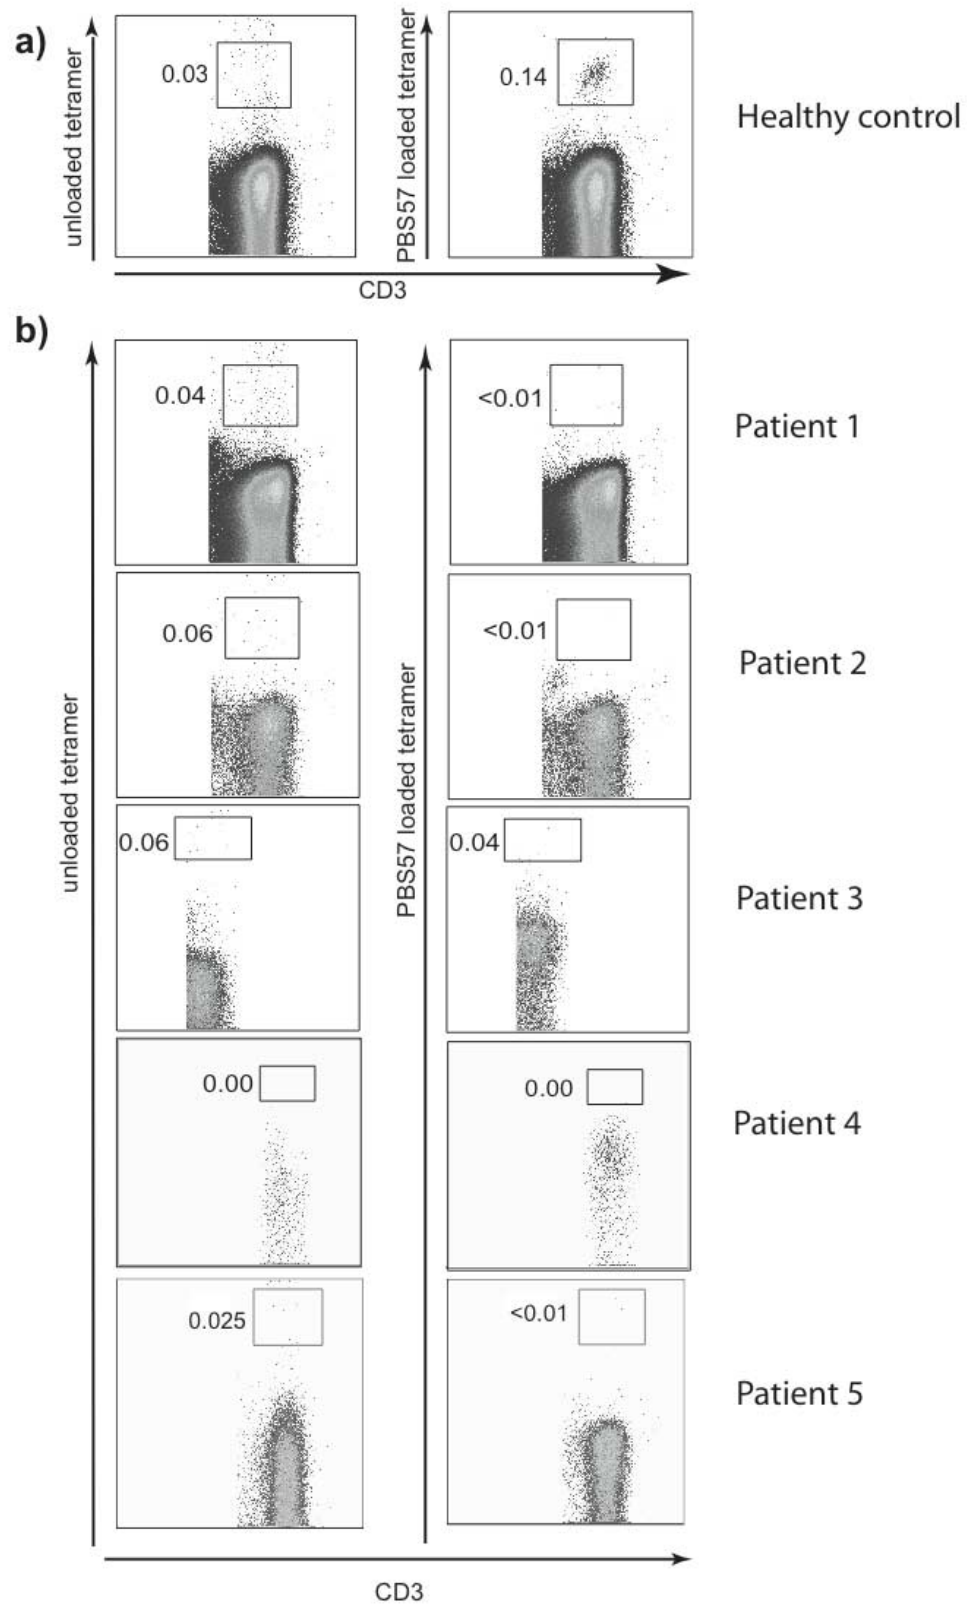 a)
unloaded tetramer
0.03
PBS57 loaded tetramer
0.14
Healthy control
CD3
b)
unloaded tetramer
PBS57 loaded tetramer
0.04
<0.01
Patient 1
0.06
<0.01
Patient 2
0.06
0.04
Patient 3
0.00
0.00
Patient 4
0.025
<0.01
Patient 5
CD3